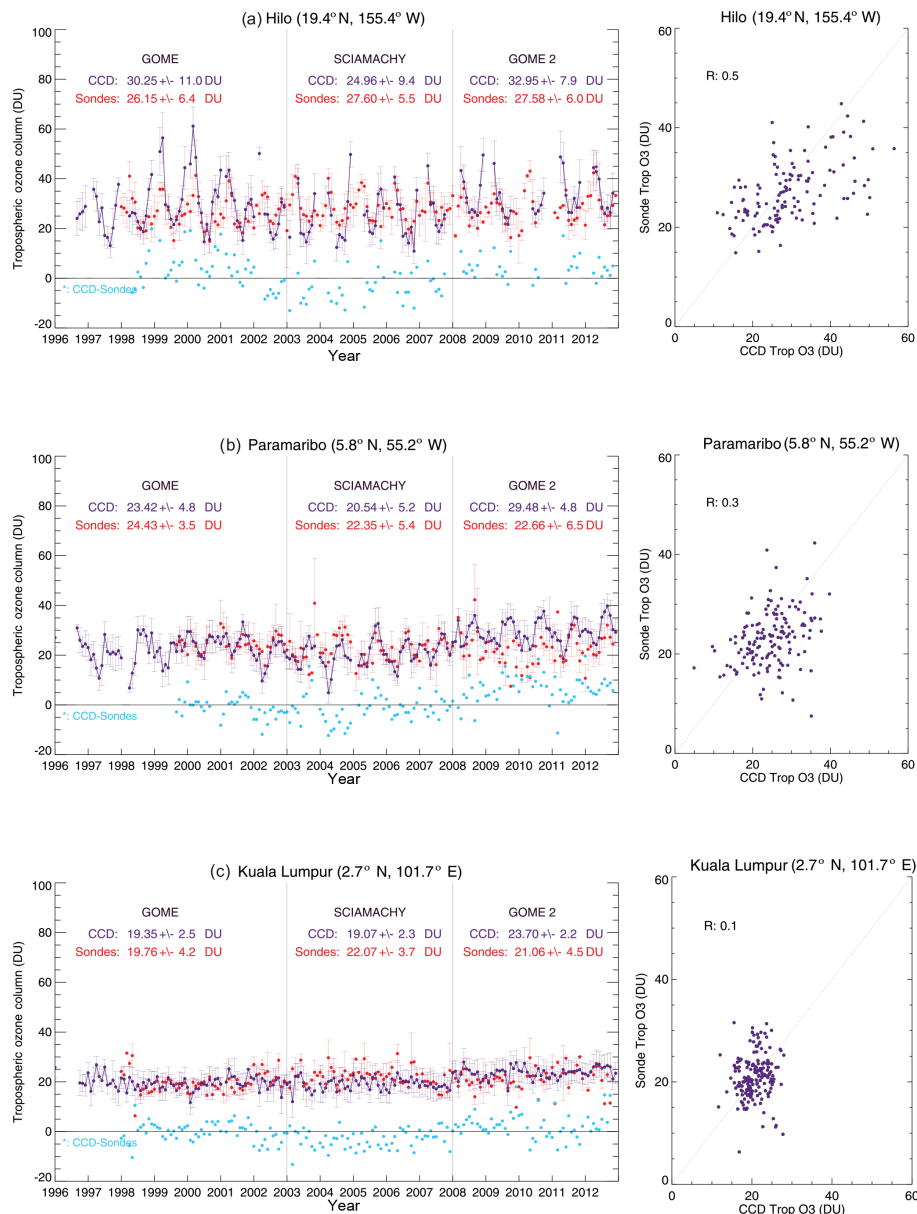 (a) Hilo (19.4° N, 155.4° W)
100
80
60
40
20
0
-20
Tropospheric ozone column (DU)
GOME
CCD: 30.25 +/- 11.0 DU
Sondes: 26.15 +/- 6.4 DU
SCIAMACHY
24.96 +/- 9.4 DU
27.60 +/- 5.5 DU
GOME 2
CCD: 32.95 +/- 7.9 DU
Sondes: 27.58 +/- 6.0 DU
*: CCD-Sondes
1996 1997 1998 1999 2000 2001 2002 2003 2004 2005 2006 2007 2008 2009 2010 2011 2012
Year
Hilo (19.4° N, 155.4° W)
60
40
20
0
Sonde Trop O3 (DU)
R: 0.5
0 20 40 60
CCD Trop O3 (DU)
(b) Paramaribo (5.8° N, 55.2° W)
100
80
60
40
20
0
-20
Tropospheric ozone column (DU)
GOME
CCD: 23.42 +/- 4.8 DU
Sondes: 24.43 +/- 3.5 DU
SCIAMACHY
CCD: 20.54 +/- 5.2 DU
Sondes: 22.35 +/- 5.4 DU
GOME 2
CCD: 29.48 +/- 4.8 DU
Sondes: 22.66 +/- 6.5 DU
*: CCD-Sondes
1996 1997 1998 1999 2000 2001 2002 2003 2004 2005 2006 2007 2008 2009 2010 2011 2012
Year
Paramaribo (5.8° N, 55.2° W)
60
40
20
0
Sonde Trop O3 (DU)
R: 0.3
0 20 40 60
CCD Trop O3 (DU)
(c) Kuala Lumpur (2.7° N, 101.7° E)
100
80
60
40
20
0
-20
Tropospheric ozone column (DU)
GOME
CCD: 19.35 +/- 2.5 DU
Sondes: 19.76 +/- 4.2 DU
SCIAMACHY
CCD: 19.07 +/- 2.3 DU
Sondes: 22.07 +/- 3.7 DU
GOME 2
CCD: 23.70 +/- 2.2 DU
Sondes: 21.06 +/- 4.5 DU
*: CCD-Sondes
1996 1997 1998 1999 2000 2001 2002 2003 2004 2005 2006 2007 2008 2009 2010 2011 2012
Year
Kuala Lumpur (2.7° N, 101.7° E)
60
40
20
0
Sonde Trop O3 (DU)
R: 0.1
0 20 40 60
CCD Trop O3 (DU)